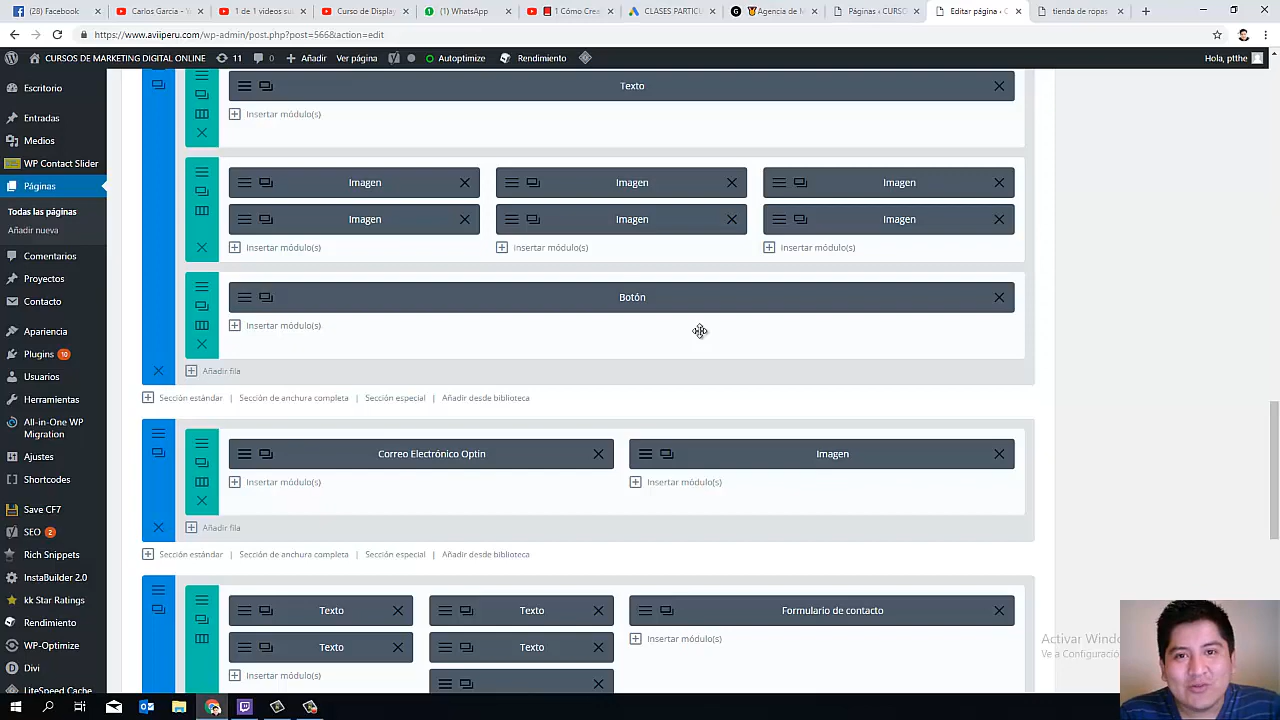 (28) Facebook
Carlos Garcia - Yo
1 de 1 videos su
Curso de Display
(1) WhatsApp
1 Cómo Crea
CLASES PARTICU
Agencia de M
Páginas ‹ CURSO
Editar página ‹ C
tienda de ropas
https://www.aviiperu.com/wp-admin/post.php?post=566&action=edit
CURSOS DE MARKETING DIGITAL ONLINE
11
0
Añadir
Ver página
Autoptimize
Rendimiento
Hola, ptthe
Escritorio
Entradas
Medios
WP Contact Slider
Páginas
Todas las páginas
Añadir nueva
Comentarios
Proyectos
Contacto
Apariencia
Plugins 10
Usuarios
Herramientas
All-in-One WP
Migration
Ajustes
Shortcodes
Save CF7
SEO 2
Rich Snippets
InstaBuilder 2.0
kk Star Ratings
Rendimiento
WP-Optimize
Divi
LiteSpeed Cache
Texto
Insertar módulo(s)
Imagen
Imagen
Imagen
Imagen
Imagen
Imagen
Insertar módulo(s)
Insertar módulo(s)
Insertar módulo(s)
Botón
Insertar módulo(s)
Añadir fila
Sección estándar | Sección de anchura completa | Sección especial | Añadir desde biblioteca
Correo Electrónico Optin
Imagen
Insertar módulo(s)
Insertar módulo(s)
Añadir fila
Sección estándar | Sección de anchura completa | Sección especial | Añadir desde biblioteca
Texto
Texto
Formulario de contacto
Texto
Texto
Insertar módulo(s)
Insertar módulo(s)
Activar Windo
Ve a Configuració